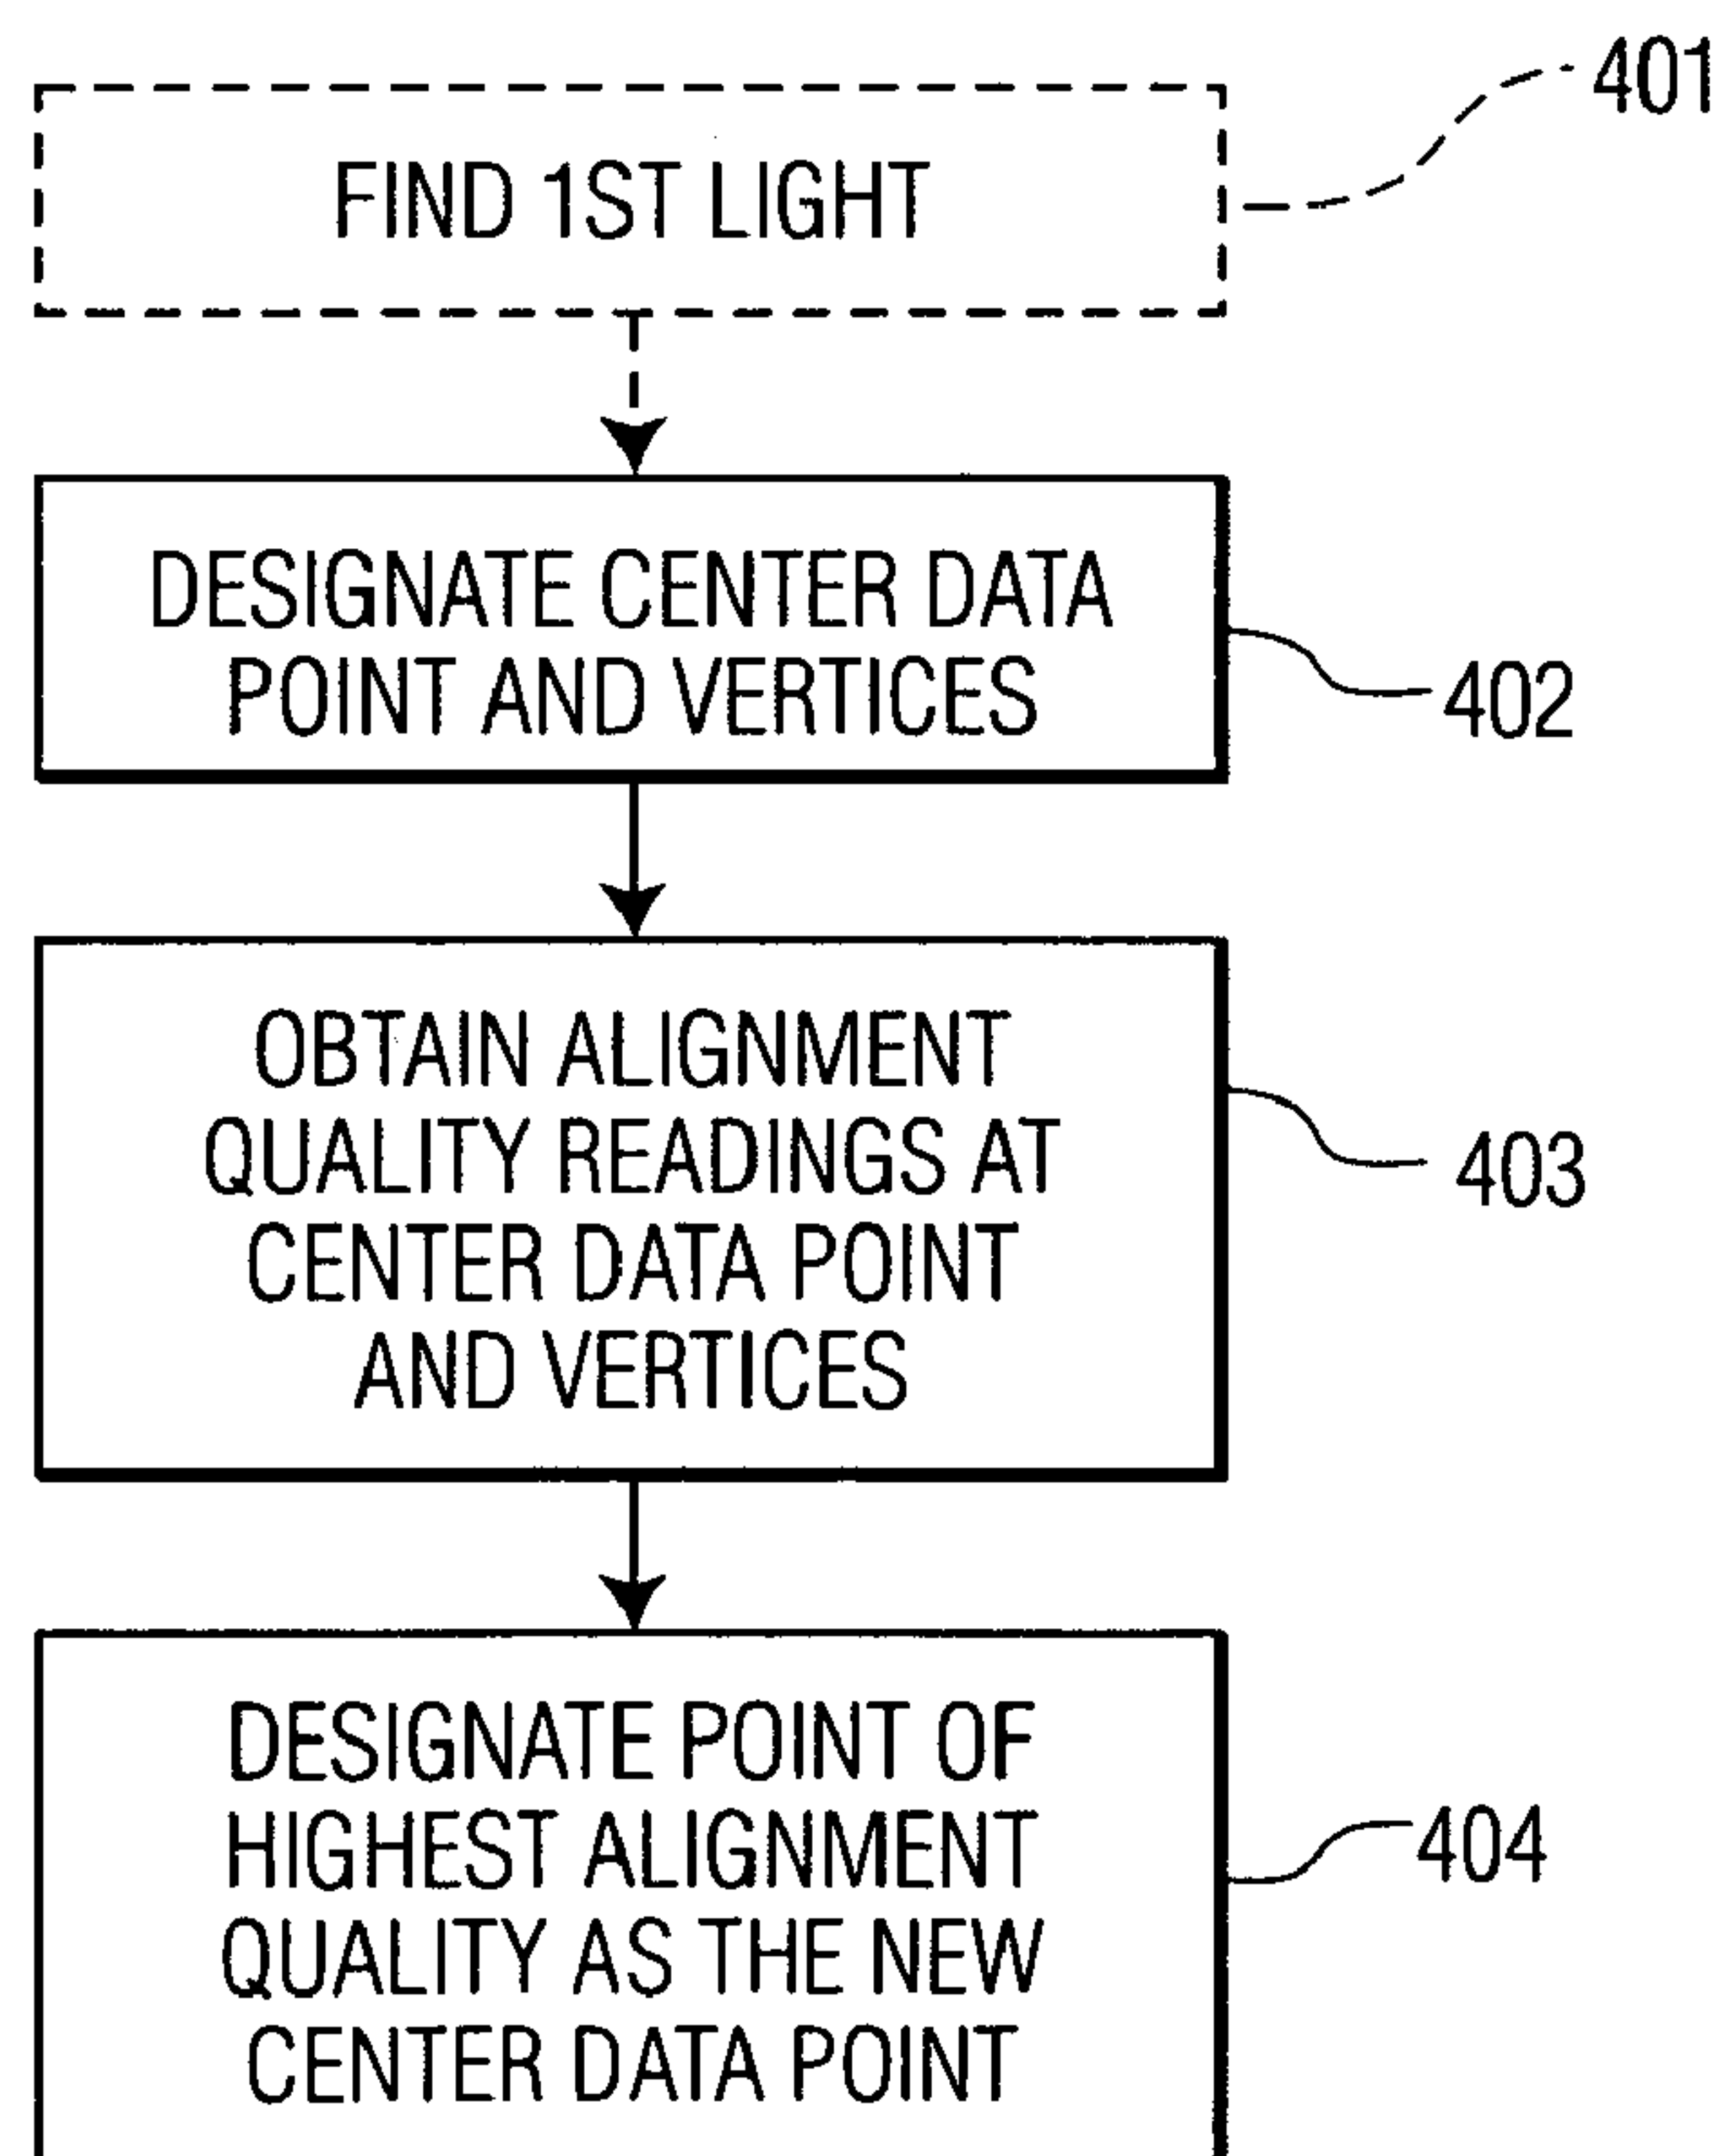 401
FIND 1ST LIGHT
DESIGNATE CENTER DATA
POINT AND VERTICES
402
OBTAIN ALIGNMENT
QUALITY READINGS AT
CENTER DATA POINT
AND VERTICES
403
DESIGNATE POINT OF
HIGHEST ALIGNMENT
QUALITY AS THE NEW
CENTER DATA POINT
404